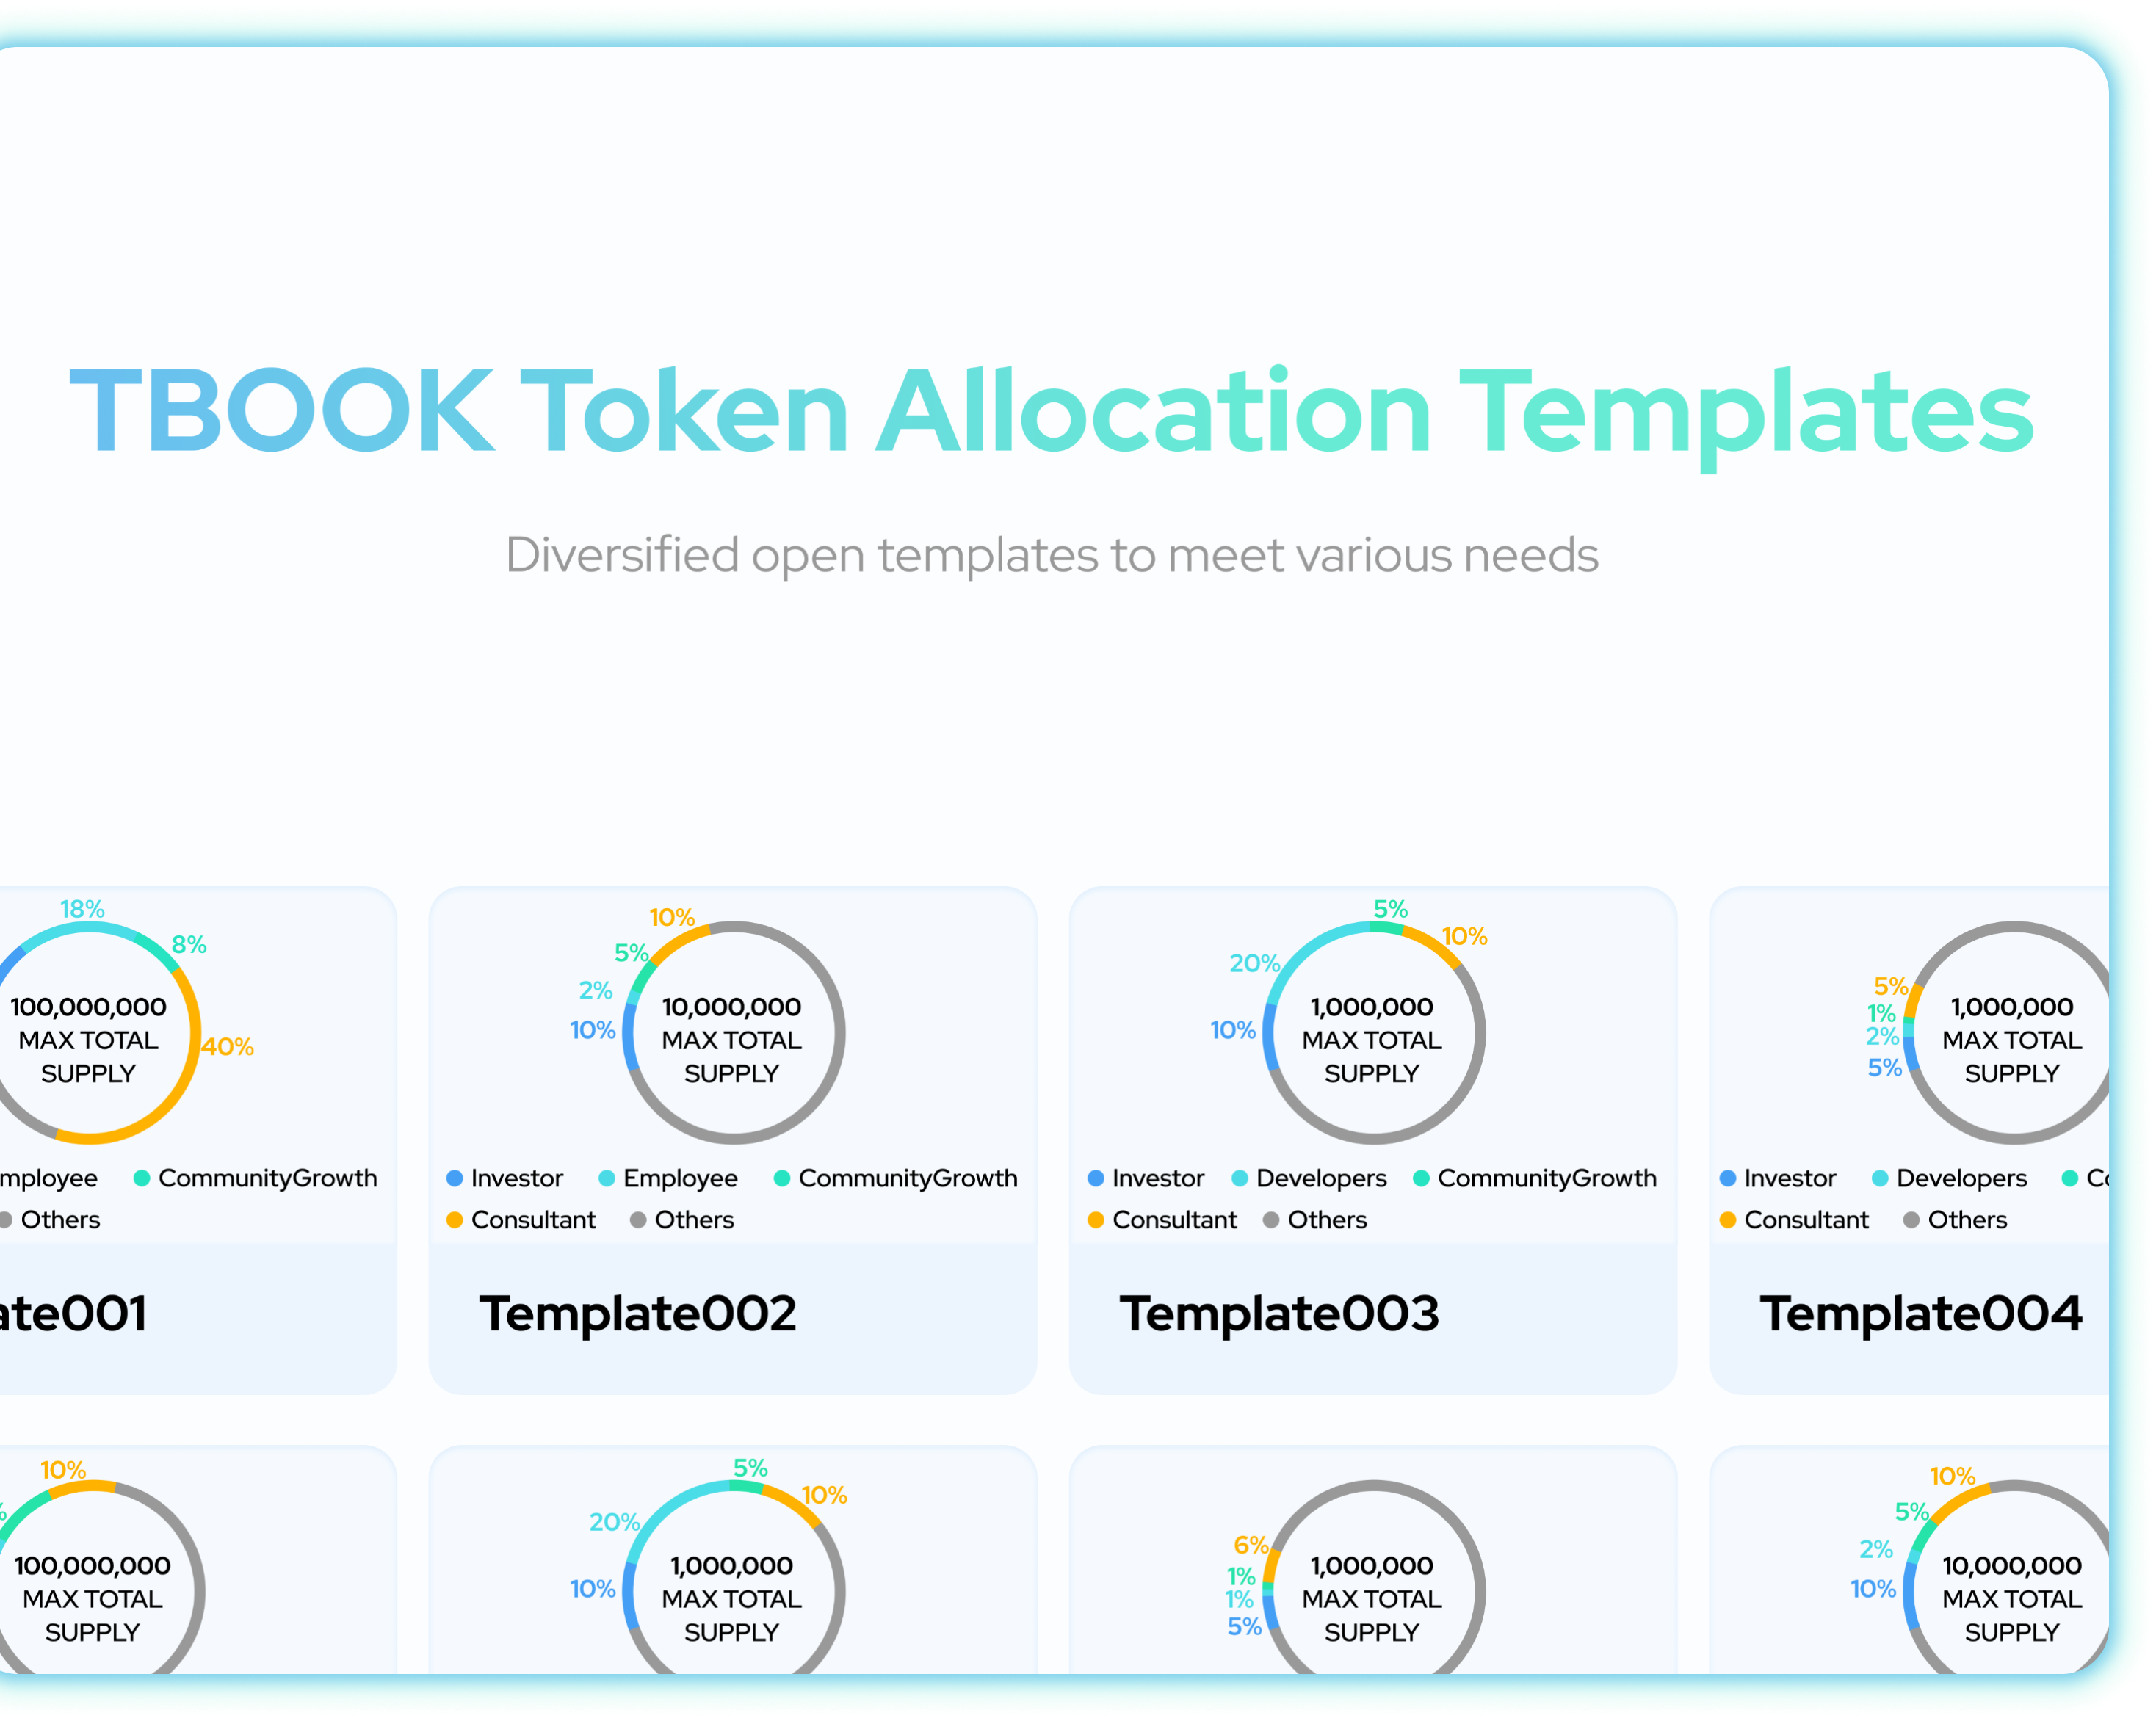 TBOOK Token Allocation Templates
Diversified open templates to meet various needs
18%
8%
40%
100,000,000
MAX TOTAL
SUPPLY
CommunityGrowth
Others
10%
5%
2%
10%
10,000,000
MAX TOTAL
SUPPLY
Investor Employee CommunityGrowth
Consultant Others
Template002
5%
10%
20%
10%
1,000,000
MAX TOTAL
SUPPLY
Investor Developers CommunityGrowth
Consultant Others
Template003
5%
1%
2%
5%
1,000,000
MAX TOTAL
SUPPLY
Investor Developers
Consultant Others
Template004
10%
100,000,000
MAX TOTAL
SUPPLY
5%
10%
20%
10%
1,000,000
MAX TOTAL
SUPPLY
6%
1%
1%
5%
1,000,000
MAX TOTAL
SUPPLY
10%
5%
2%
10%
10,000,000
MAX TOTAL
SUPPLY